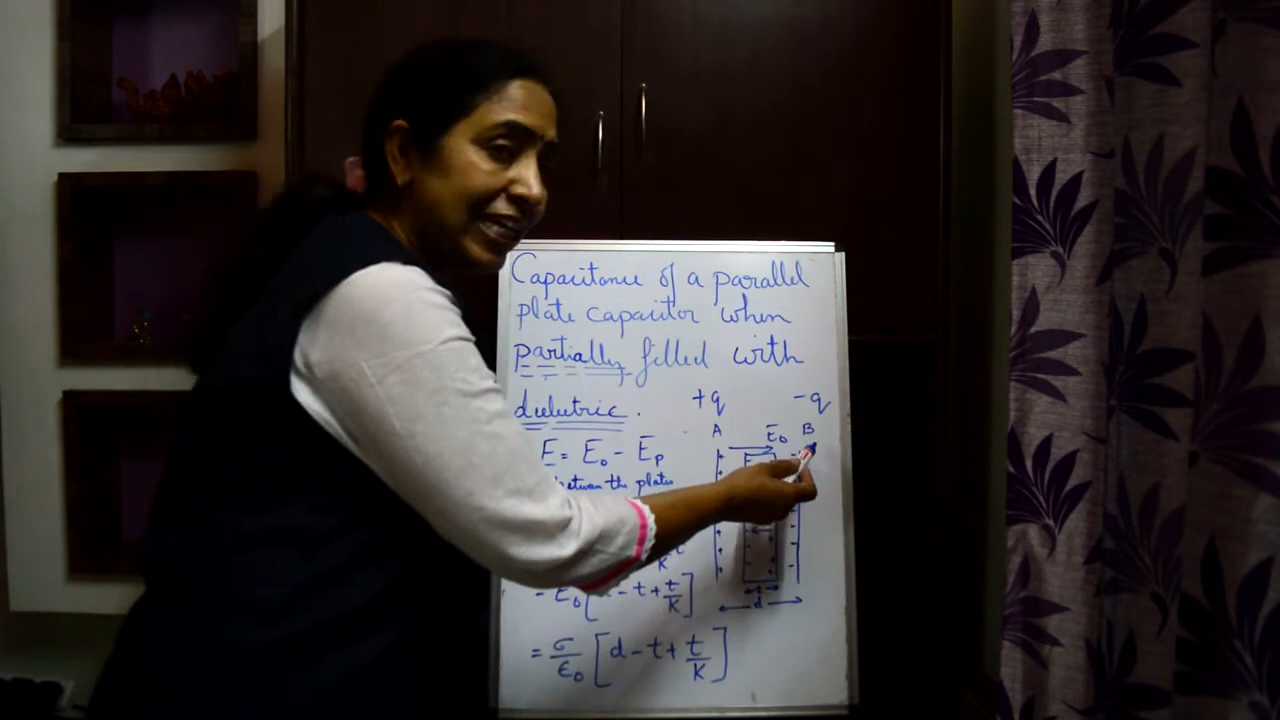 Capacitance of a parallel
plate capacitor when
partially filled with
dielectric.
+q -q
A E₀ B
E = E₀ - Eₚ
between the plates
t
K
= E₀[ - t + t/K]
t
d
= σ/ϵ₀ [d - t + t/K]